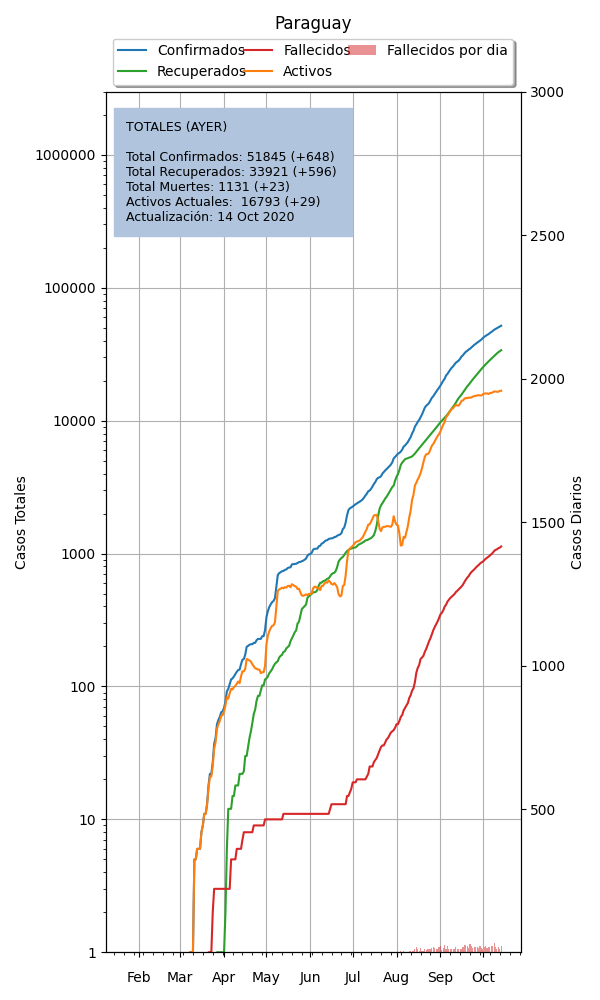 Paraguay
Confirmados
Recuperados
Fallecidos
Activos
Fallecidos por dia
TOTALES (AYER)
Total Confirmados: 51845 (+648)
Total Recuperados: 33921 (+596)
Total Muertes: 1131 (+23)
Activos Actuales:  16793 (+29)
Actualización: 14 Oct 2020
Casos Totales
1000000
100000
10000
1000
100
10
1
Casos Diarios
3000
2500
2000
1500
1000
500
Feb Mar Apr May Jun Jul Aug Sep Oct